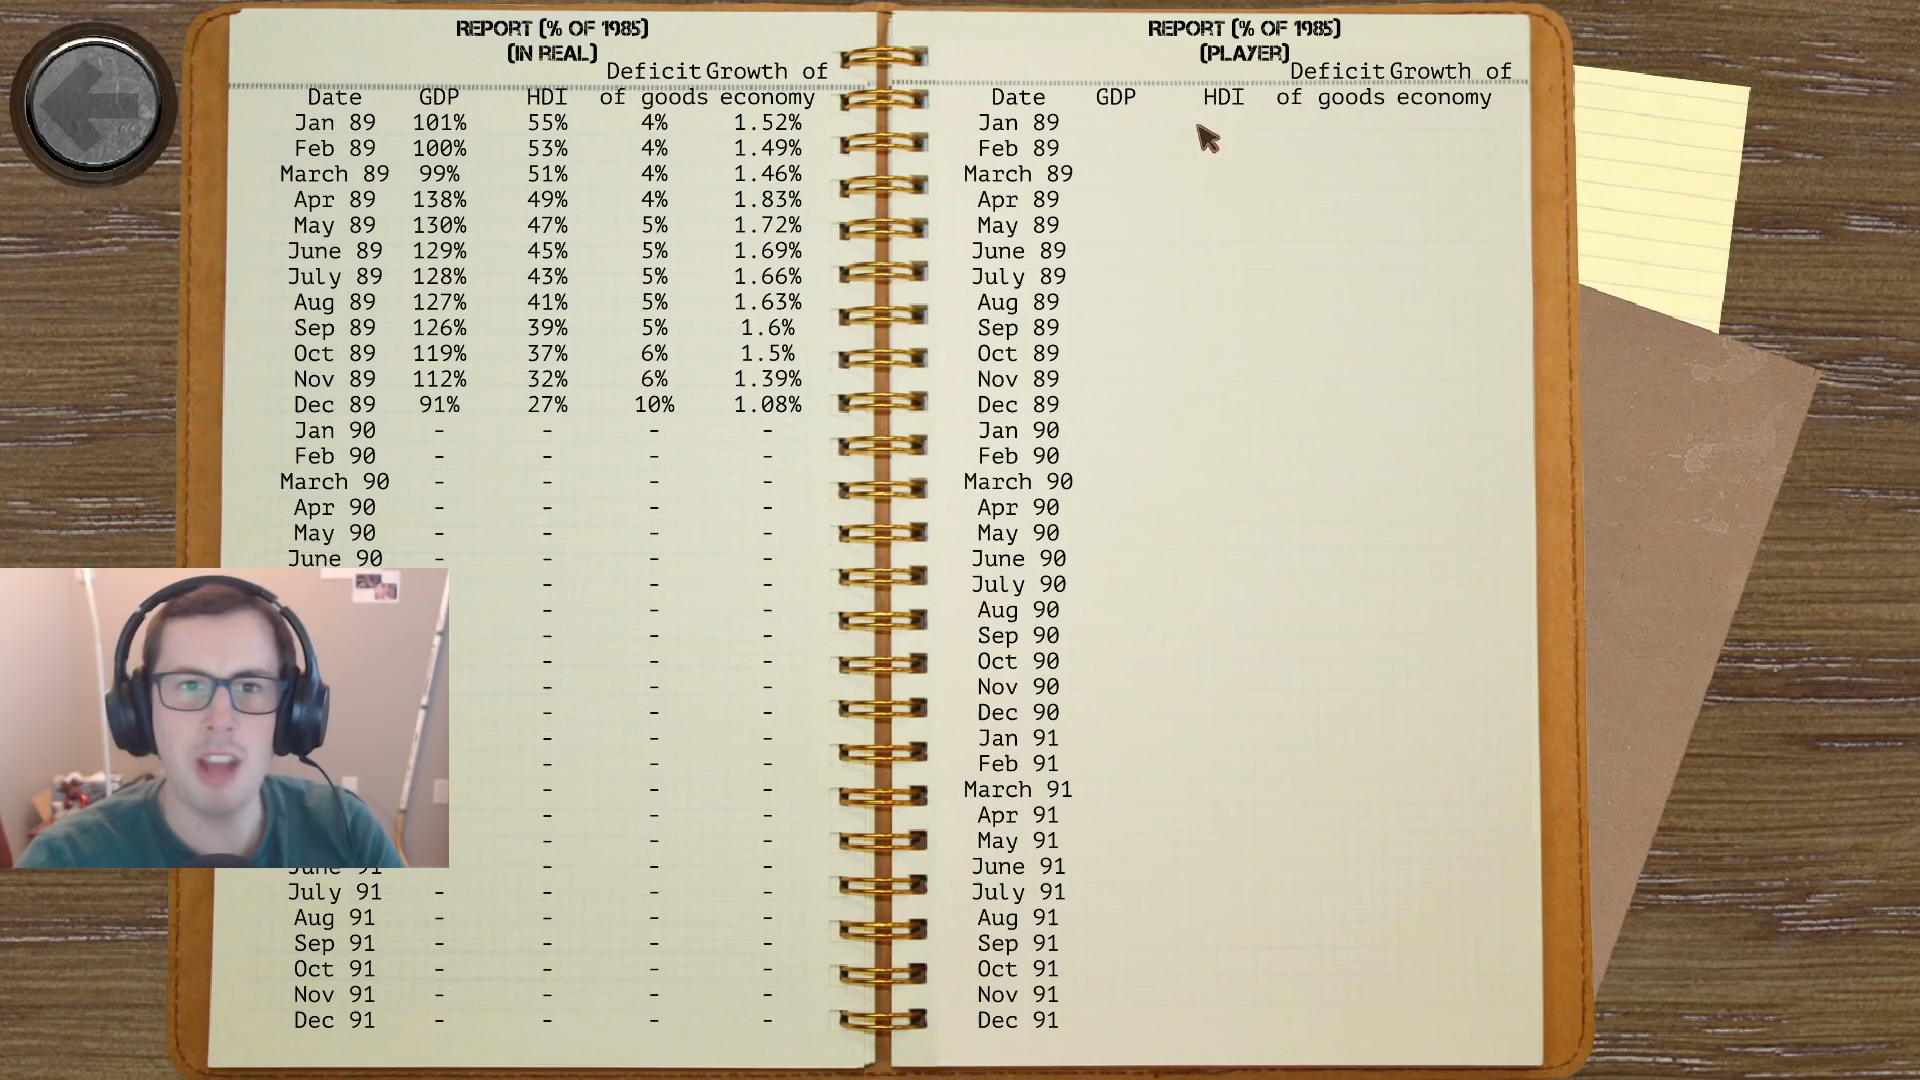 REPORT (% OF 1985)
(IN REAL)
Deficit Growth of
Date GDP HDI of goods economy
Jan 89 101% 55% 4% 1.52%
Feb 89 100% 53% 4% 1.49%
March 89 99% 51% 4% 1.46%
Apr 89 138% 49% 4% 1.83%
May 89 130% 47% 5% 1.72%
June 89 129% 45% 5% 1.69%
July 89 128% 43% 5% 1.66%
Aug 89 127% 41% 5% 1.63%
Sep 89 126% 39% 5% 1.6%
Oct 89 119% 37% 6% 1.5%
Nov 89 112% 32% 6% 1.39%
Dec 89 91% 27% 10% 1.08%
Jan 90 - - - -
Feb 90 - - - -
March 90 - - - -
Apr 90 - - - -
May 90 - - - -
June 90 - - - -
- - -
- - -
- - -
- - -
- - -
- - -
- - -
- - -
- - -
- - -
- - -
June 91 - - -
July 91 - - - -
Aug 91 - - - -
Sep 91 - - - -
Oct 91 - - - -
Nov 91 - - - -
Dec 91 - - - -
REPORT (% OF 1985)
(PLAYER)
Deficit Growth of
Date GDP HDI of goods economy
Jan 89
Feb 89
March 89
Apr 89
May 89
June 89
July 89
Aug 89
Sep 89
Oct 89
Nov 89
Dec 89
Jan 90
Feb 90
March 90
Apr 90
May 90
June 90
July 90
Aug 90
Sep 90
Oct 90
Nov 90
Dec 90
Jan 91
Feb 91
March 91
Apr 91
May 91
June 91
July 91
Aug 91
Sep 91
Oct 91
Nov 91
Dec 91